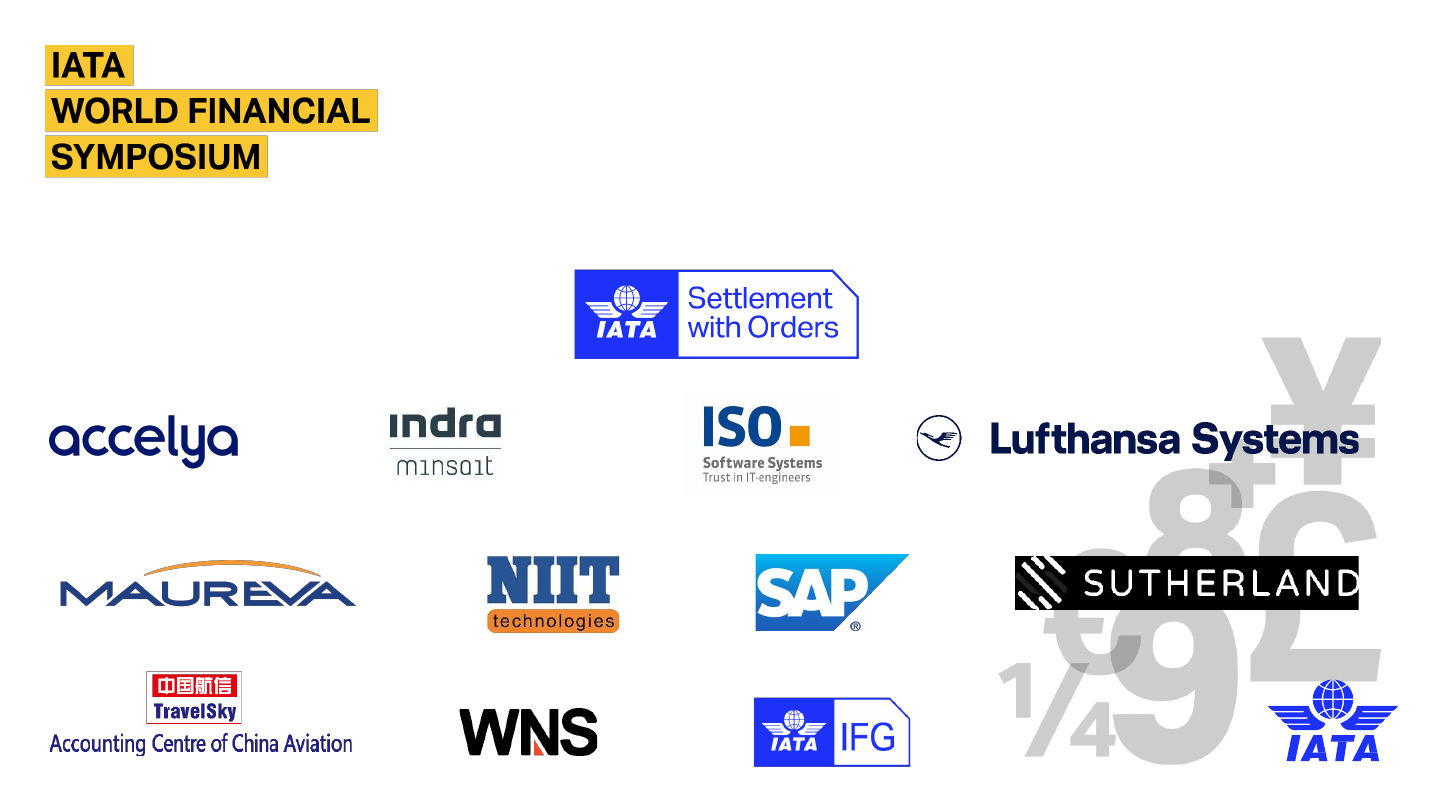 IATA
WORLD FINANCIAL
SYMPOSIUM
IATA
Settlement
with Orders
accelya
indra
minsait
ISO
Software Systems
Trust in IT-engineers
Lufthansa Systems
¥
+
8
£
€
MAUREVA
NIIT
technologies
SAP
®
SUTHERLAND
9
1/4
中国航信
TravelSky
Accounting Centre of China Aviation
WNS
IATA
IFG
IATA